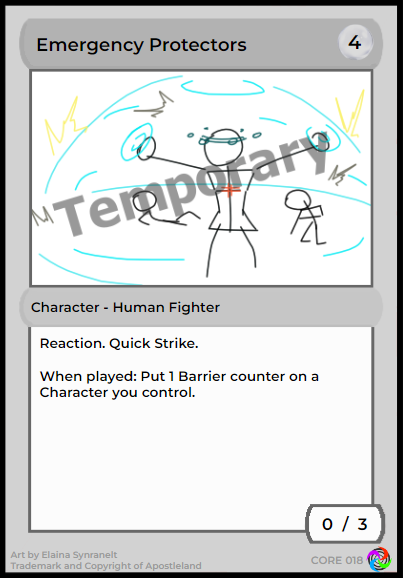 Emergency Protectors
4
Temporary
Character - Human Fighter
Reaction. Quick Strike.
When played: Put 1 Barrier counter on a
Character you control.
0 / 3
Art by Elaina Synranelt
Trademark and Copyright of Apostleland
CORE 018